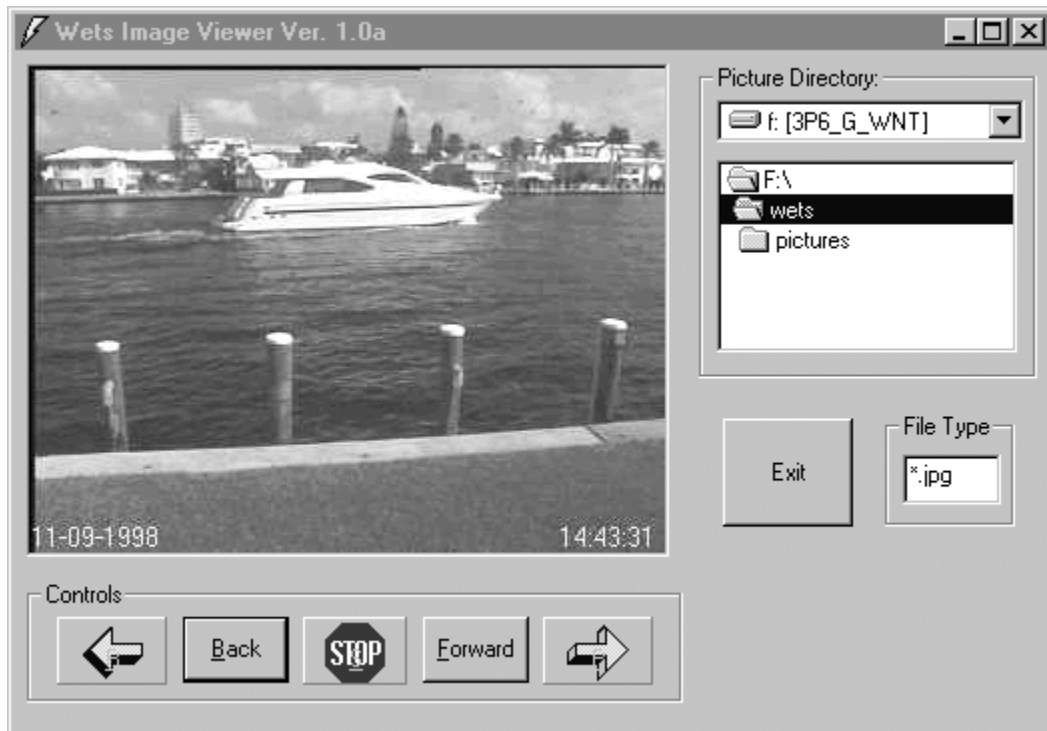 Wets Image Viewer Ver. 1.0a
Picture Directory:
f: [3P6_G_WNT]
F:\
wets
pictures
11-09-1998
14:43:31
Exit
File Type
*.jpg
Controls
Back
STOP
Forward